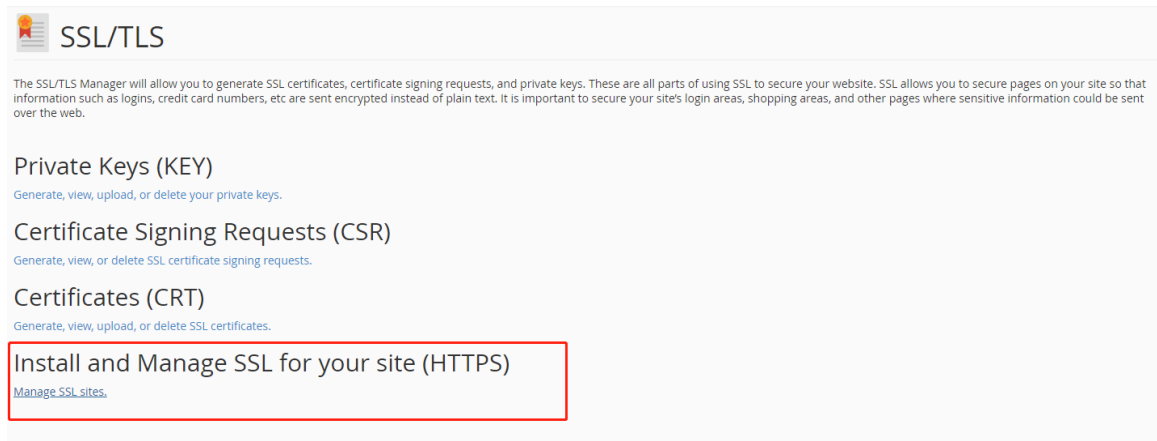 SSL/TLS
The SSL/TLS Manager will allow you to generate SSL certificates, certificate signing requests, and private keys. These are all parts of using SSL to secure your website. SSL allows you to secure pages on your site so that
information such as logins, credit card numbers, etc are sent encrypted instead of plain text. It is important to secure your site's login areas, shopping areas, and other pages where sensitive information could be sent
over the web.
Private Keys (KEY)
Generate, view, upload, or delete your private keys.
Certificate Signing Requests (CSR)
Generate, view, or delete SSL certificate signing requests.
Certificates (CRT)
Generate, view, upload, or delete SSL certificates.
Install and Manage SSL for your site (HTTPS)
Manage SSL sites.